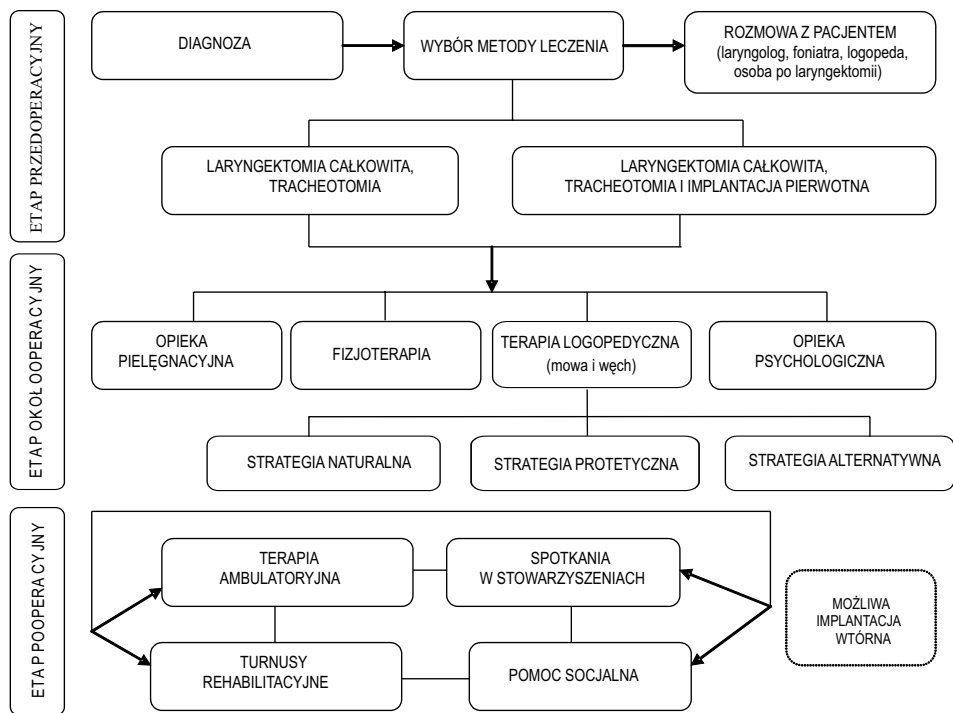 ETAP PRZEDOPERACYJNY
DIAGNOZA
WYBÓR METODY LECZENIA
ROZMOWA Z PACJENTEM
(laryngolog, foniatra, logopeda,
osoba po laryngektomii)
LARYNGEKTOMIA CAŁKOWITA,
TRACHEOTOMIA
LARYNGEKTOMIA CAŁKOWITA,
TRACHEOTOMIA I IMPLANTACJA PIERWOTNA
ETAP OKOŁOOPERACYJNY
OPIEKA
PIELĘGNACYJNA
FIZJOTERAPIA
TERAPIA LOGOPEDYCZNA
(mowa i węch)
OPIEKA
PSYCHOLOGICZNA
STRATEGIA NATURALNA
STRATEGIA PROTETYCZNA
STRATEGIA ALTERNATYWNA
ETAP POOPERACYJNY
TERAPIA
AMBULATORYJNA
SPOTKANIA
W STOWARZYSZENIACH
MOŻLIWA
IMPLANTACJA
WTÓRNA
TURNUSY
REHABILITACYJNE
POMOC SOCJALNA